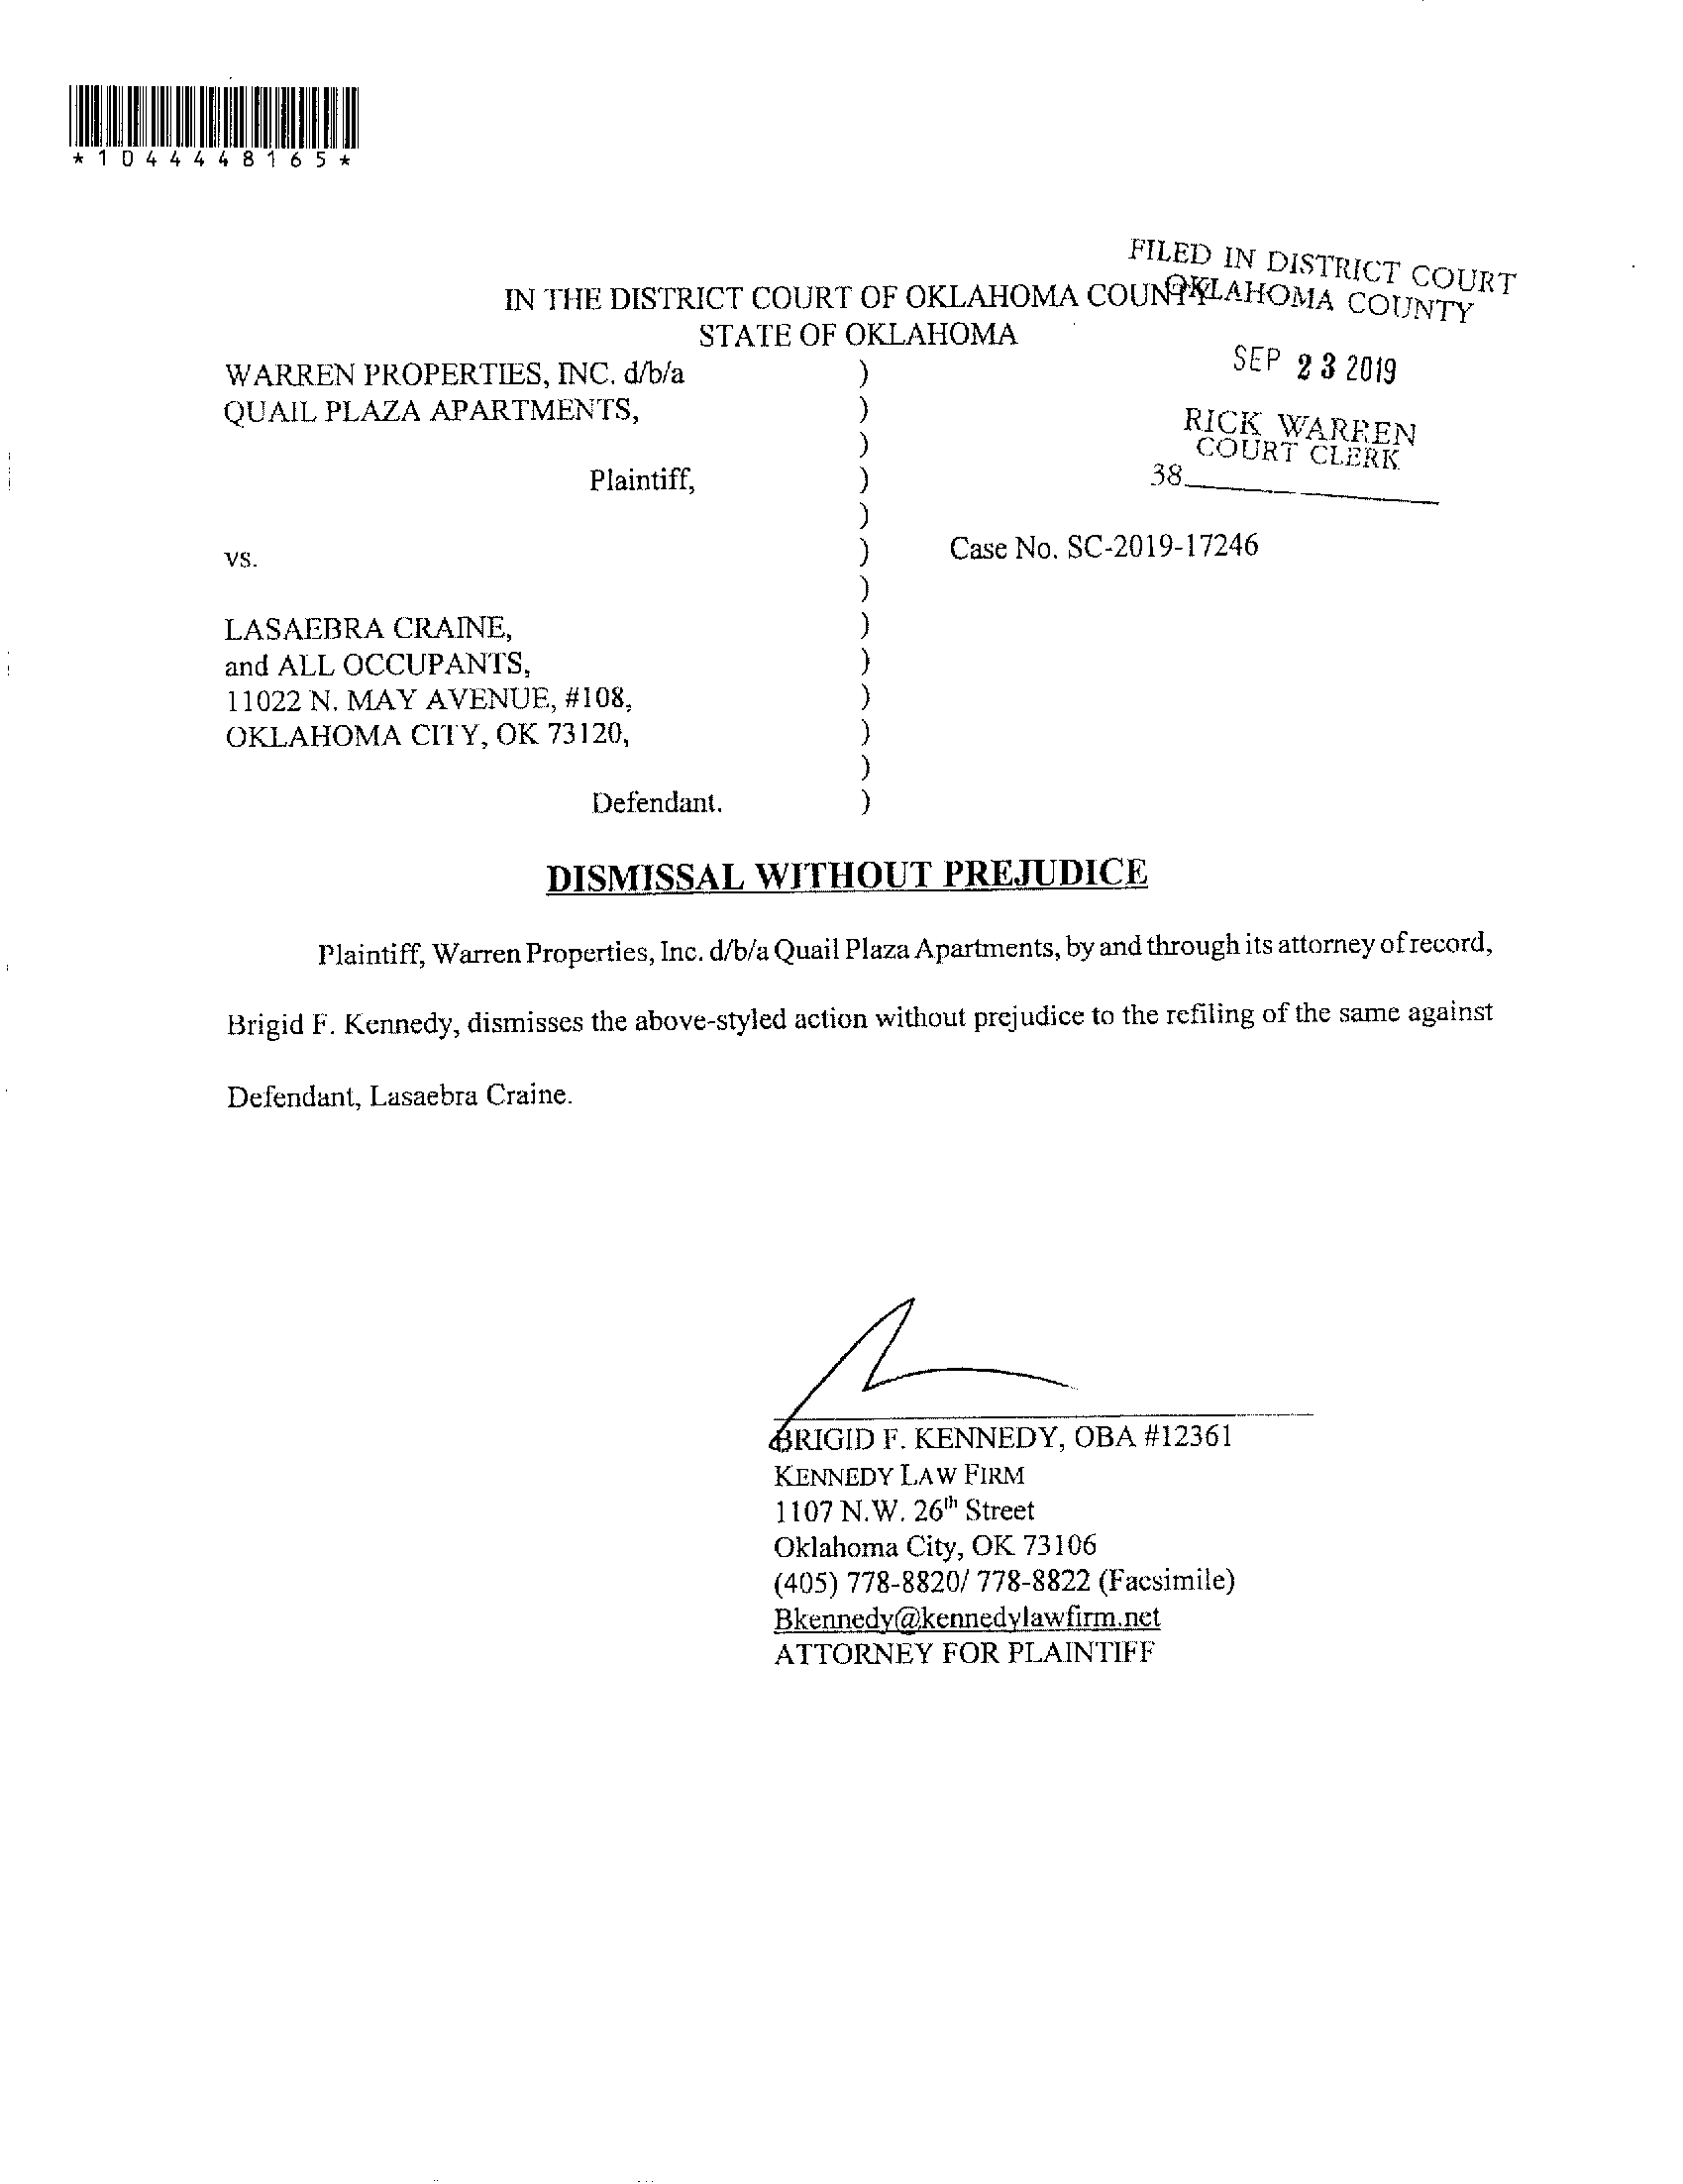 *1044448165*
FILED IN DISTRICT COURT
OKLAHOMA COUNTY
IN THE DISTRICT COURT OF OKLAHOMA COUNTY
STATE OF OKLAHOMA
SEP 23 2019
RICK WARREN
COURT CLERK
38
WARREN PROPERTIES, INC. d/b/a )
QUAIL PLAZA APARTMENTS, )
)
Plaintiff, )
)
vs. ) Case No. SC-2019-17246
)
LASAEBRA CRAINE, )
and ALL OCCUPANTS, )
11022 N. MAY AVENUE, #108, )
OKLAHOMA CITY, OK 73120, )
)
Defendant. )
DISMISSAL WITHOUT PREJUDICE
Plaintiff, Warren Properties, Inc. d/b/a Quail Plaza Apartments, by and through its attorney of record,
Brigid F. Kennedy, dismisses the above-styled action without prejudice to the refiling of the same against
Defendant, Lasaebra Craine.
BRIGID F. KENNEDY, OBA #12361
KENNEDY LAW FIRM
1107 N.W. 26th Street
Oklahoma City, OK 73106
(405) 778-8820/ 778-8822 (Facsimile)
Bkennedy@kennedylawfirm.net
ATTORNEY FOR PLAINTIFF